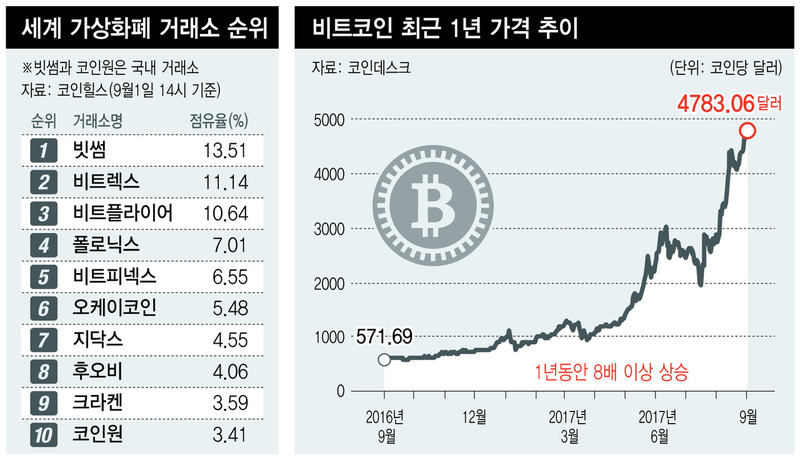 세계 가상화폐 거래소 순위
※빗썸과 코인원은 국내 거래소
자료: 코인힐스(9월1일 14시 기준)
순위 거래소명 점유율(%)
1 빗썸 13.51
2 비트렉스 11.14
3 비트플라이어 10.64
4 폴로닉스 7.01
5 비트피넥스 6.55
6 오케이코인 5.48
7 지닥스 4.55
8 후오비 4.06
9 크라켄 3.59
10 코인원 3.41
비트코인 최근 1년 가격 추이
자료: 코인데스크 (단위: 코인당 달러)
4783.06달러
5000
4000
3000
2000
1000
0
571.69
B
1년동안 8배 이상 상승
2016년 9월
12월
2017년 3월
2017년 6월
9월